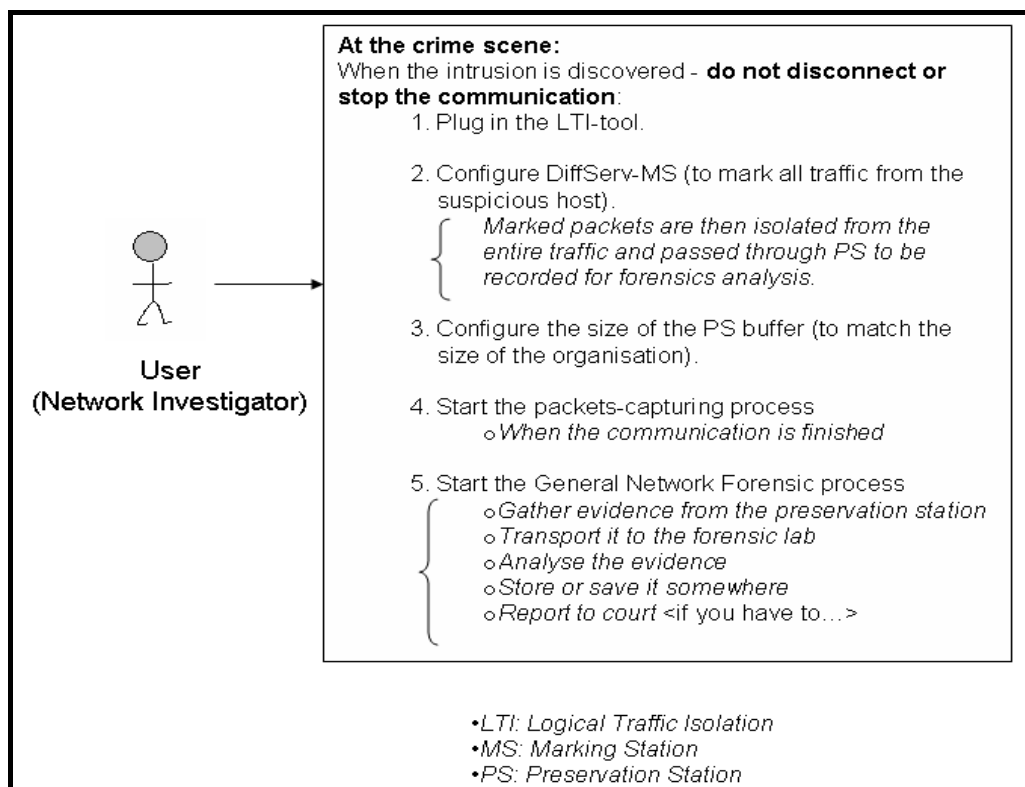 At the crime scene:
When the intrusion is discovered - do not disconnect or
stop the communication:
1. Plug in the LTI-tool.
2. Configure DiffServ-MS (to mark all traffic from the
suspicious host).
Marked packets are then isolated from the
entire traffic and passed through PS to be
recorded for forensics analysis.
3. Configure the size of the PS buffer (to match the
size of the organisation).
4. Start the packets-capturing process
o When the communication is finished
5. Start the General Network Forensic process
o Gather evidence from the preservation station
o Transport it to the forensic lab
o Analyse the evidence
o Store or save it somewhere
o Report to court <if you have to...>
User
(Network Investigator)
•LTI: Logical Traffic Isolation
•MS: Marking Station
•PS: Preservation Station